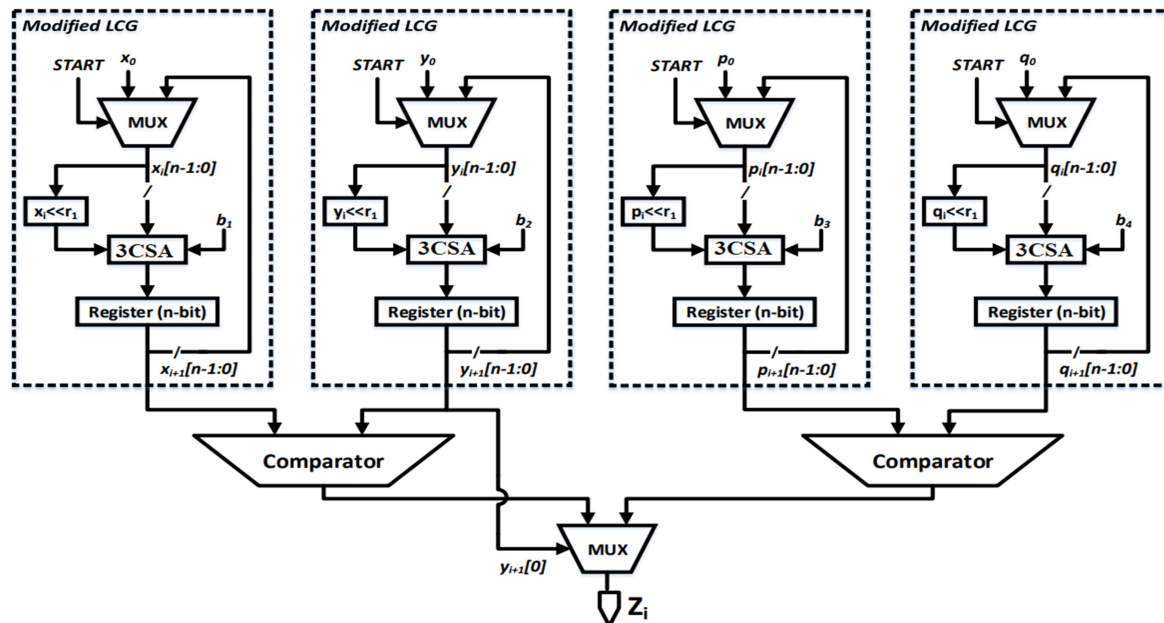 Modified LCG
START
x₀
MUX
xᵢ[n-1:0]
/
xᵢ<<r₁
b₁
3CSA
Register (n-bit)
/
xᵢ₊₁[n-1:0]
Modified LCG
START
y₀
MUX
yᵢ[n-1:0]
/
yᵢ<<r₁
b₂
3CSA
Register (n-bit)
/
yᵢ₊₁[n-1:0]
Modified LCG
START
p₀
MUX
pᵢ[n-1:0]
/
pᵢ<<r₁
b₃
3CSA
Register (n-bit)
/
pᵢ₊₁[n-1:0]
Modified LCG
START
q₀
MUX
qᵢ[n-1:0]
/
qᵢ<<r₁
b₄
3CSA
Register (n-bit)
/
qᵢ₊₁[n-1:0]
Comparator
Comparator
MUX
yᵢ₊₁[0]
Zᵢ